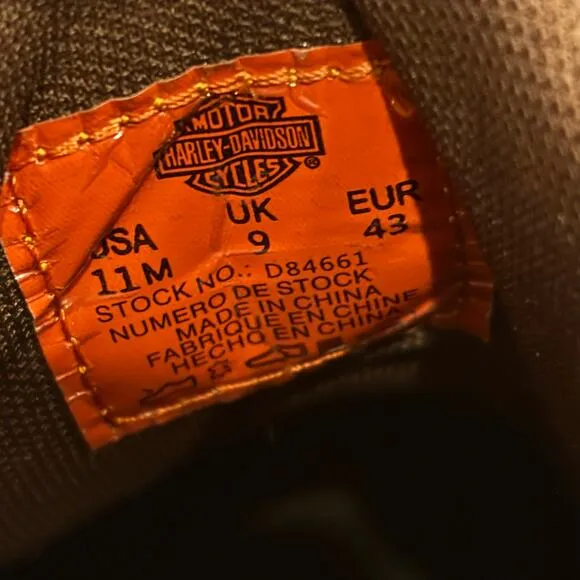 MOTOR
HARLEY-DAVIDSON
CYCLES ®
USA UK EUR
11 M 9 43
STOCK NO.: D84661
NUMERO DE STOCK
MADE IN CHINA
FABRIQUE EN CHINE
HECHO EN CHINA